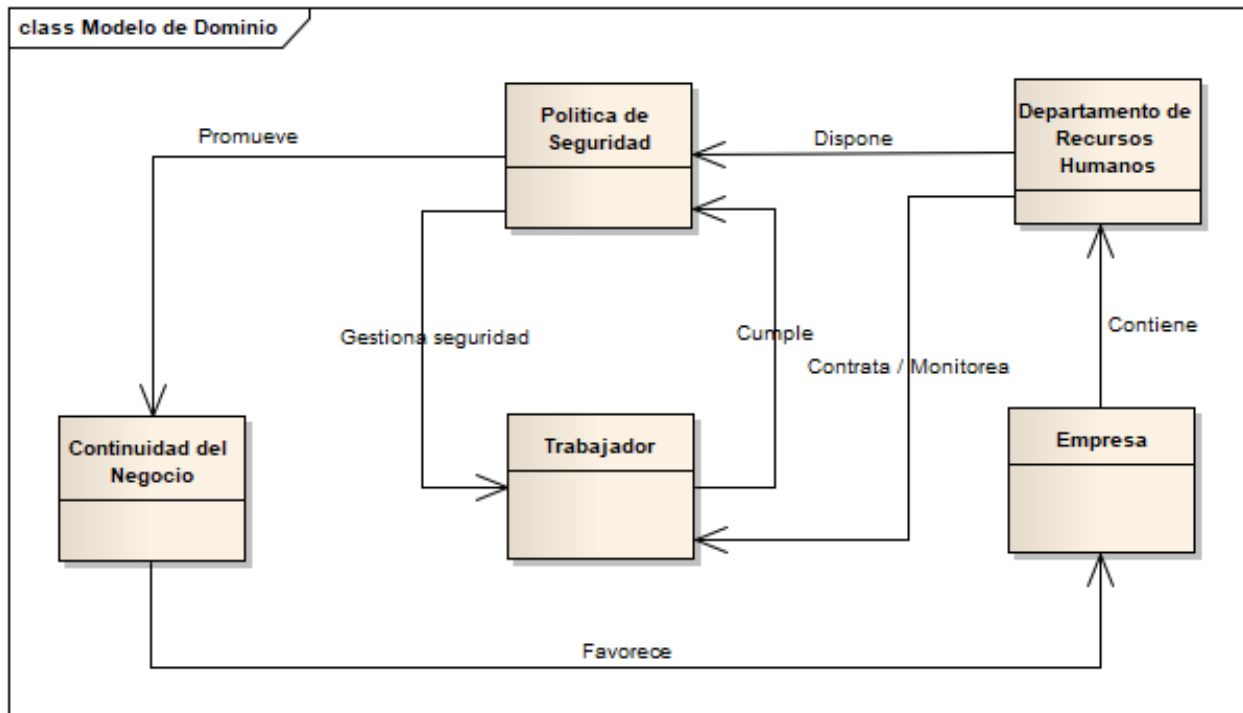 class Modelo de Dominio
Politica de
Seguridad
Departamento de
Recursos
Humanos
Promueve
Dispone
Gestiona seguridad
Cumple
Contrata / Monitorea
Contiene
Continuidad del
Negocio
Trabajador
Empresa
Favorece